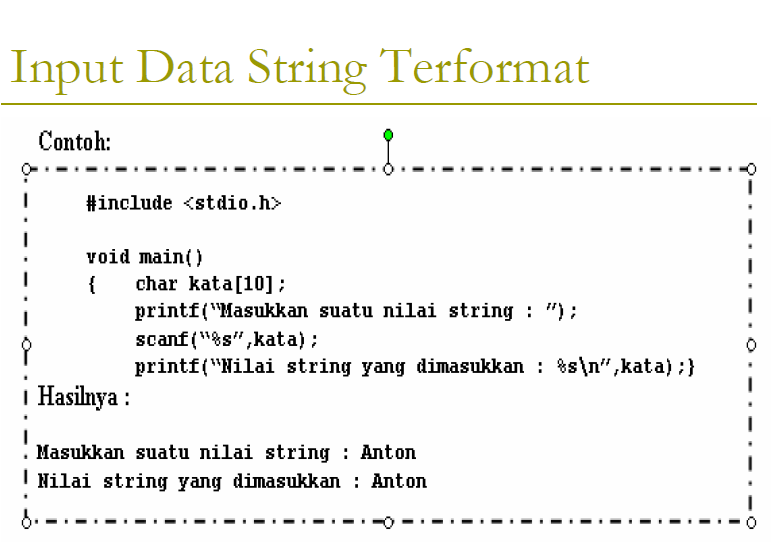 Input Data String Terformat
Contoh:
#include <stdio.h>
void main()
{ char kata[10];
printf(“Masukkan suatu nilai string : ”);
scanf(“%s”,kata);
printf(“Nilai string yang dimasukkan : %s\n”,kata);}
Hasilnya :
Masukkan suatu nilai string : Anton
Nilai string yang dimasukkan : Anton